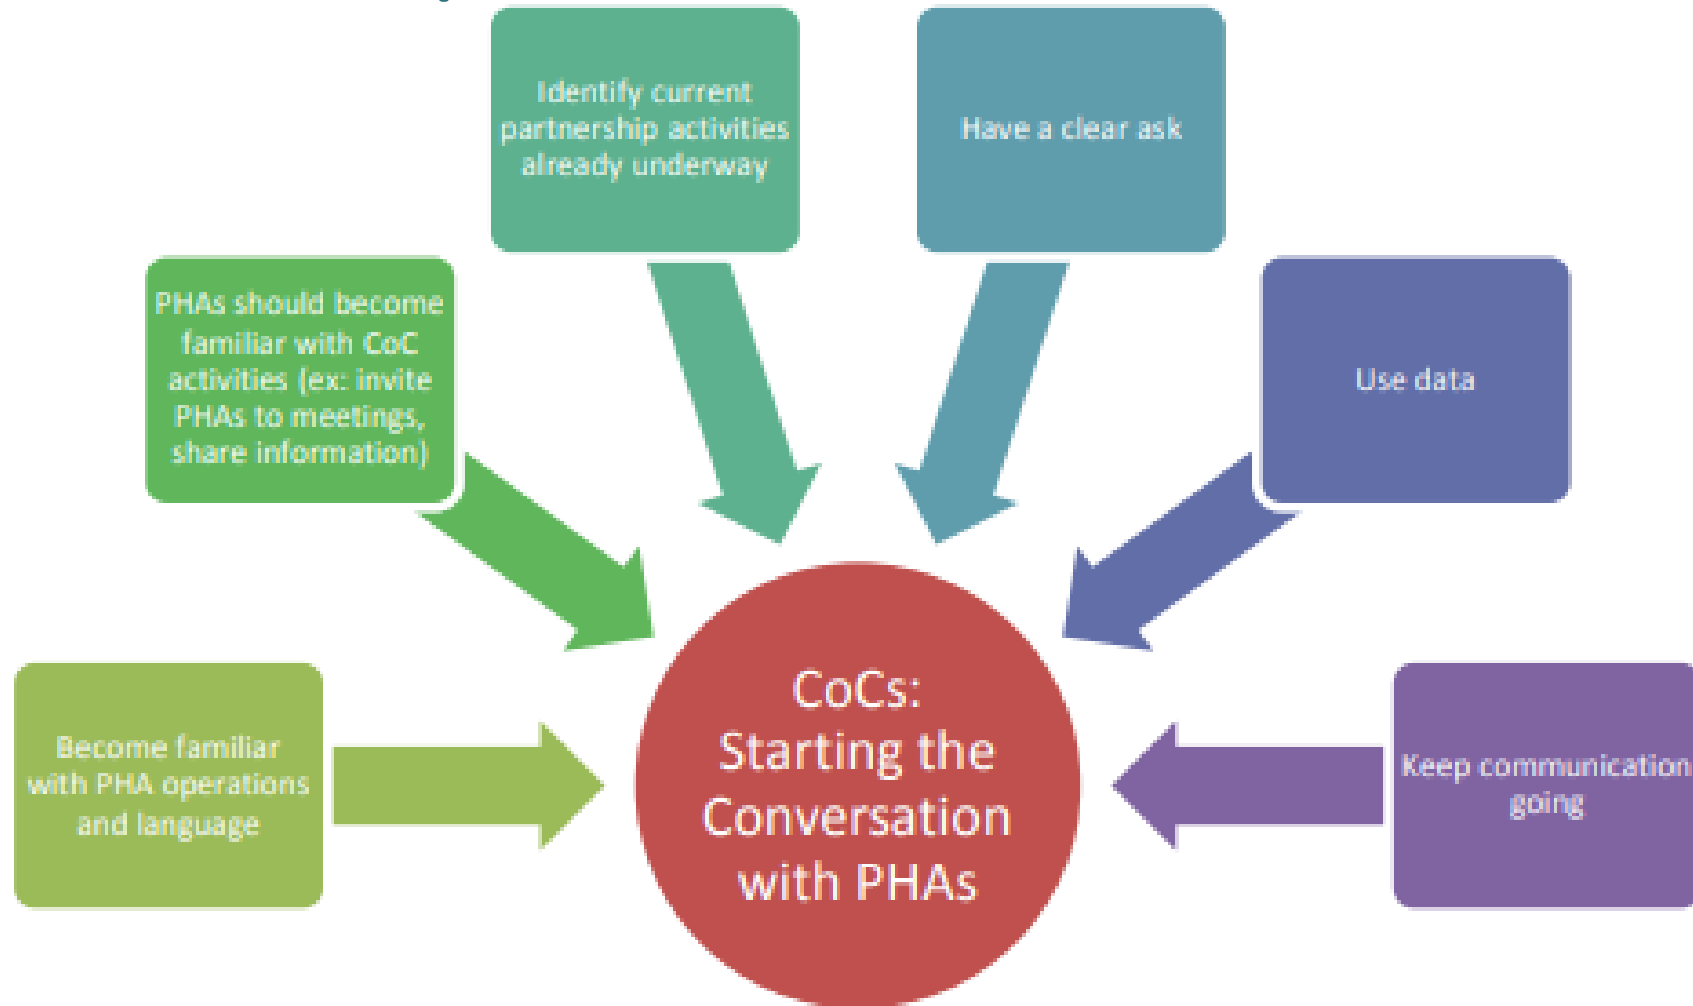 Identify current
partnership activities
already underway
Have a clear ask
PHAs should become
familiar with CoC
activities (ex: invite
PHAs to meetings,
share information)
Use data
Become familiar
with PHA operations
and language
CoCs:
Starting the
Conversation
with PHAs
Keep communication
going